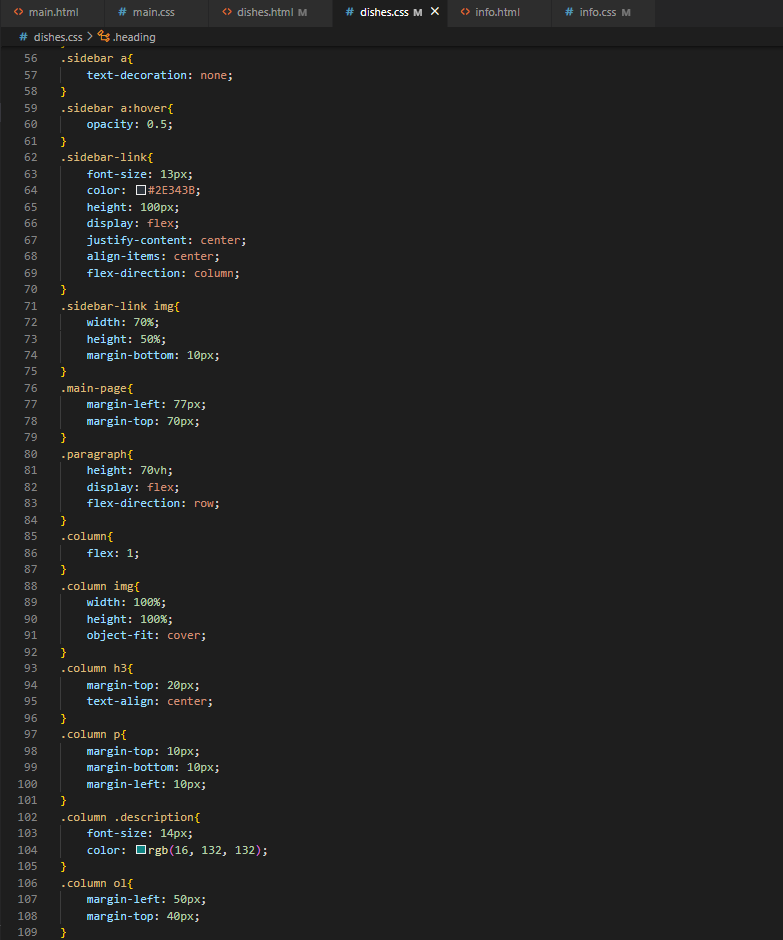 main.html
main.css
dishes.html M
dishes.css M
info.html
info.css M
dishes.css > .heading
56 .sidebar a{
57 text-decoration: none;
58 }
59 .sidebar a:hover{
60 opacity: 0.5;
61 }
62 .sidebar-link{
63 font-size: 13px;
64 color: #2E343B;
65 height: 100px;
66 display: flex;
67 justify-content: center;
68 align-items: center;
69 flex-direction: column;
70 }
71 .sidebar-link img{
72 width: 70%;
73 height: 50%;
74 margin-bottom: 10px;
75 }
76 .main-page{
77 margin-left: 77px;
78 margin-top: 70px;
79 }
80 .paragraph{
81 height: 70vh;
82 display: flex;
83 flex-direction: row;
84 }
85 .column{
86 flex: 1;
87 }
88 .column img{
89 width: 100%;
90 height: 100%;
91 object-fit: cover;
92 }
93 .column h3{
94 margin-top: 20px;
95 text-align: center;
96 }
97 .column p{
98 margin-top: 10px;
99 margin-bottom: 10px;
100 margin-left: 10px;
101 }
102 .column .description{
103 font-size: 14px;
104 color: rgb(16, 132, 132);
105 }
106 .column ol{
107 margin-left: 50px;
108 margin-top: 40px;
109 }